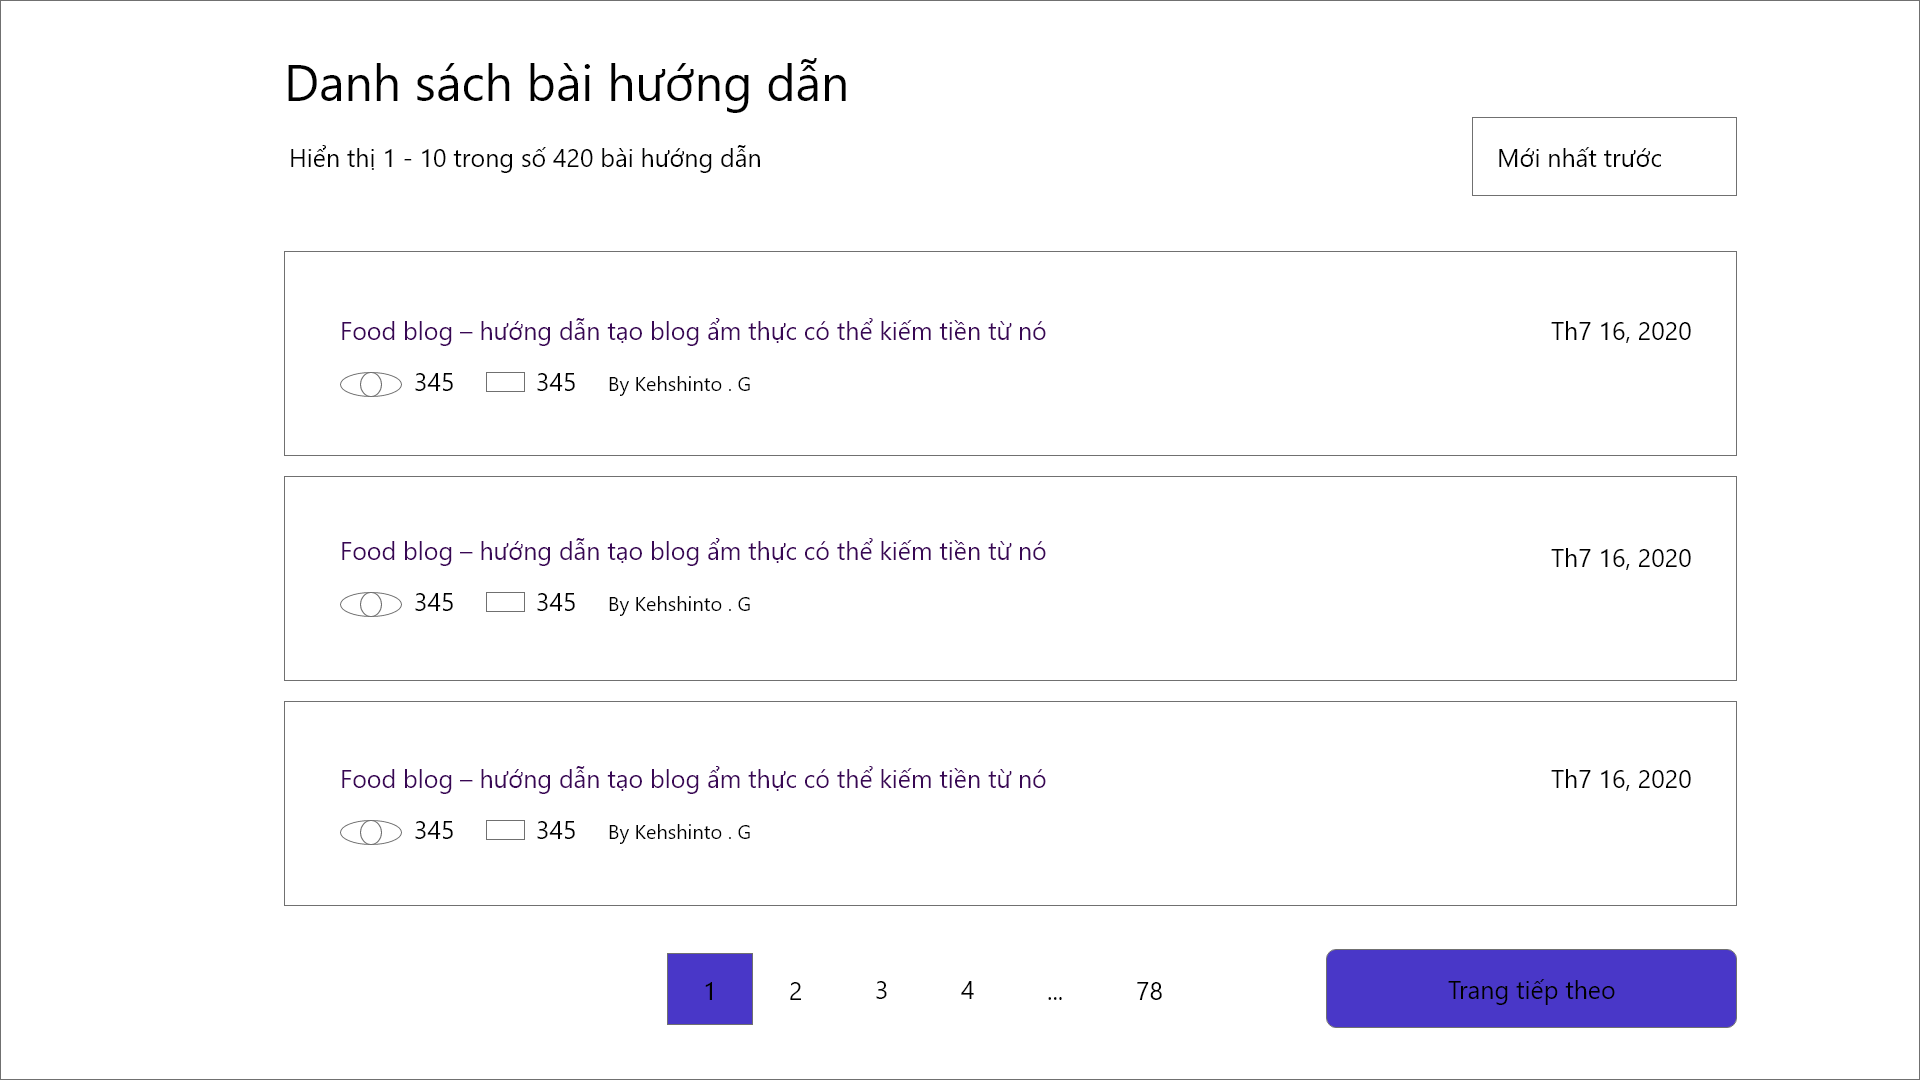 Danh sách bài hướng dẫn
Hiển thị 1 - 10 trong số 420 bài hướng dẫn
Mới nhất trước
Food blog – hướng dẫn tạo blog ẩm thực có thể kiếm tiền từ nó
Th7 16, 2020
345 345 By Kehshinto . G
Food blog – hướng dẫn tạo blog ẩm thực có thể kiếm tiền từ nó
Th7 16, 2020
345 345 By Kehshinto . G
Food blog – hướng dẫn tạo blog ẩm thực có thể kiếm tiền từ nó
Th7 16, 2020
345 345 By Kehshinto . G
1 2 3 4 ... 78
Trang tiếp theo